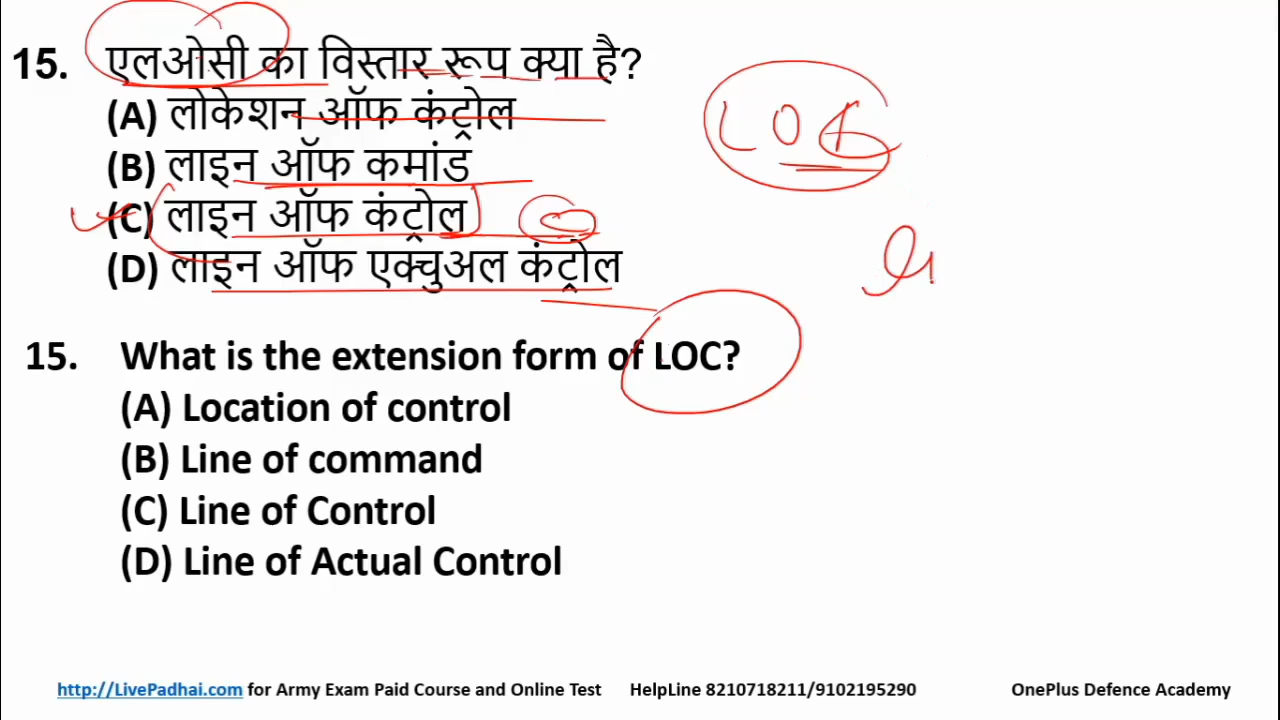 15. एलओसी का विस्तार रूप क्या है?
(A) लोकेशन ऑफ कंट्रोल
(B) लाइन ऑफ कमांड
(C) लाइन ऑफ कंट्रोल
(D) लाइन ऑफ एक्चुअल कंट्रोल
LOC
15. What is the extension form of LOC?
(A) Location of control
(B) Line of command
(C) Line of Control
(D) Line of Actual Control
http://LivePadhai.com for Army Exam Paid Course and Online Test HelpLine 8210718211/9102195290 OnePlus Defence Academy